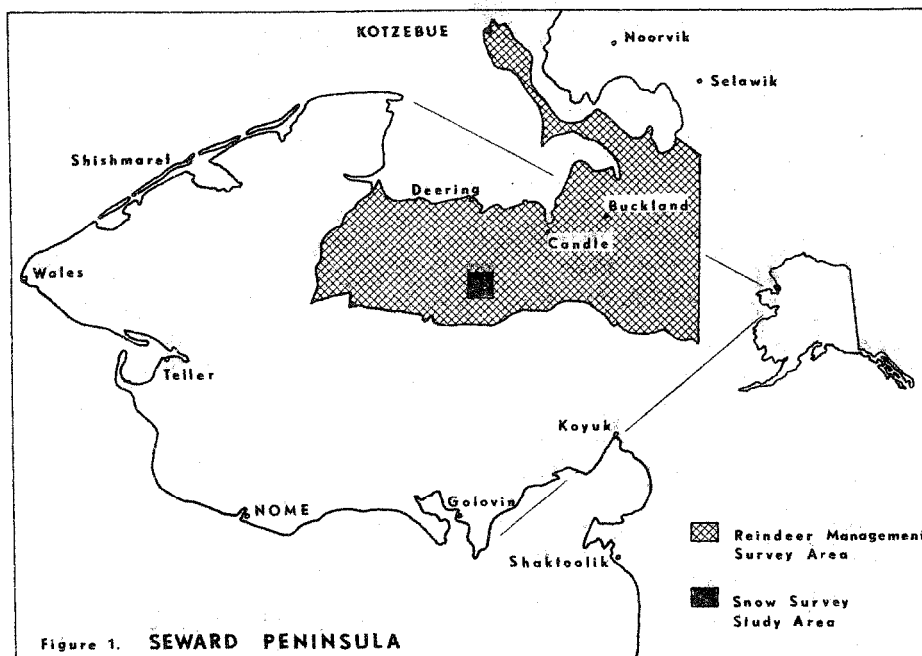 KOTZEBUE
Noorvik
Selawik
Shishmaref
Deering
Buckland
Candle
Wales
Teller
Koyuk
NOME
Golovin
Shaktoolik
Reindeer Management
Survey Area
Snow Survey
Study Area
Figure 1. SEWARD PENINSULA